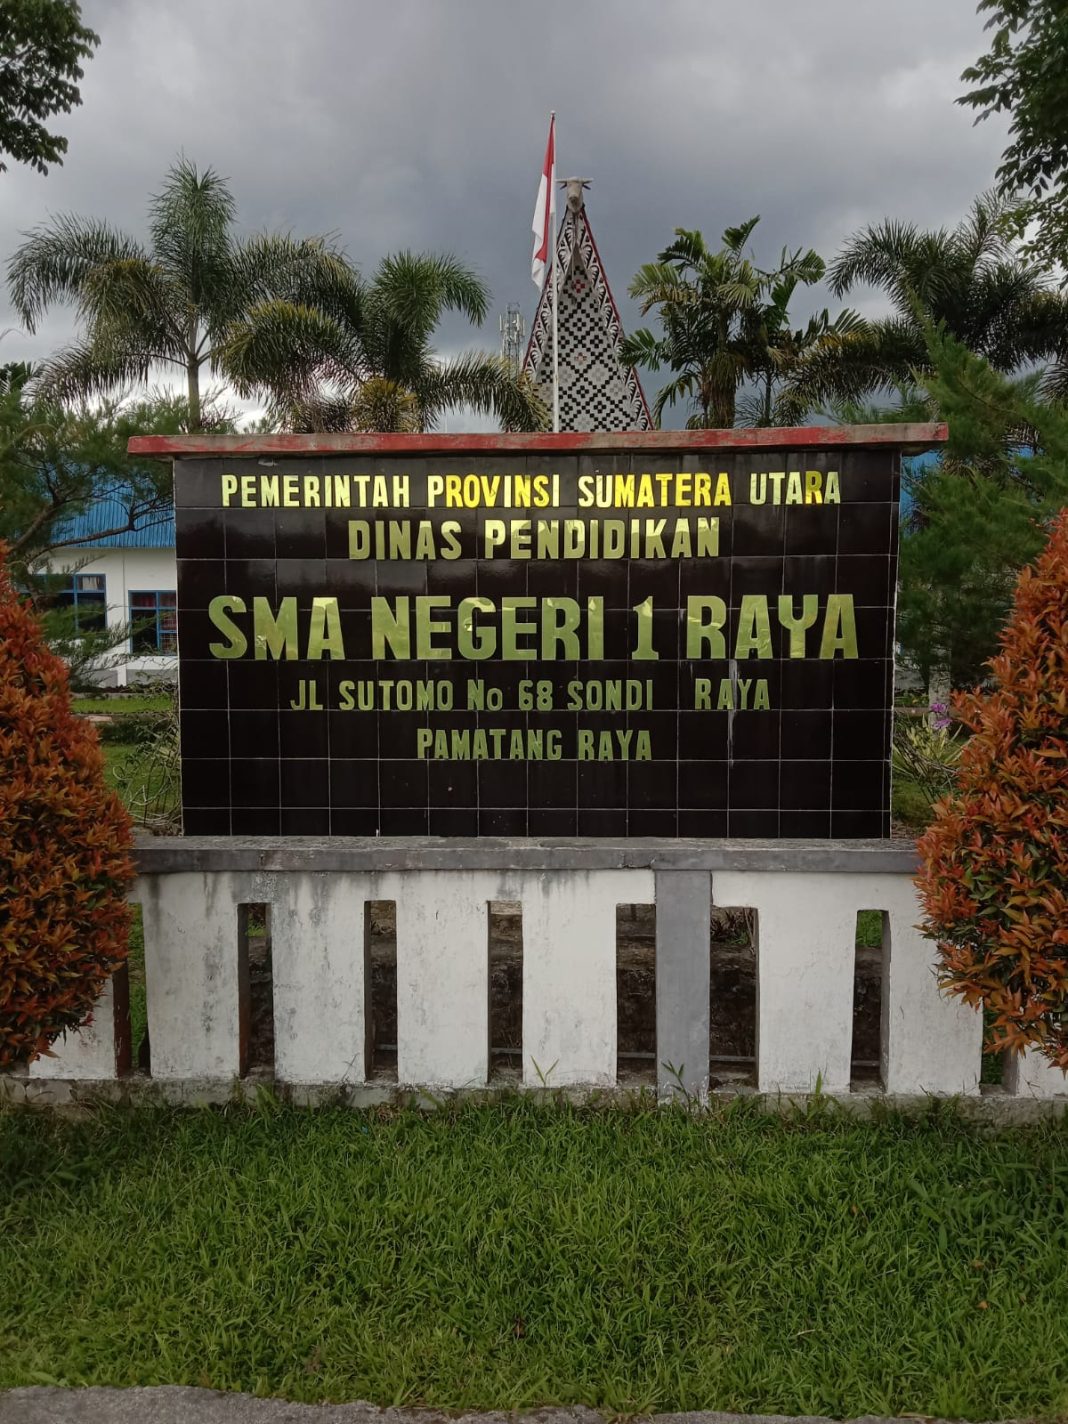 PEMERINTAH PROVINSI SUMATERA UTARA
DINAS PENDIDIKAN
SMA NEGERI 1 RAYA
JL SUTOMO No 68 SONDI RAYA
PAMATANG RAYA